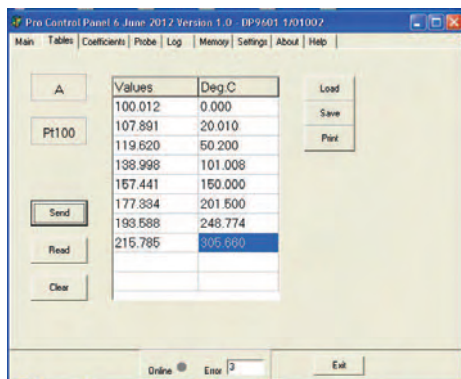 Pro Control Panel 6 June 2012 Version 1.0 - DP9601 1/01002
Main Tables Coefficients Probe Log Memory Settings About Help
A
Pt100
Send
Read
Clear
Values Deg.C
100.012 0.000
107.891 20.010
119.620 50.200
138.998 101.008
157.441 150.000
177.334 201.500
193.588 248.774
215.785 305.660
Load
Save
Print
Online Error 3 Exit